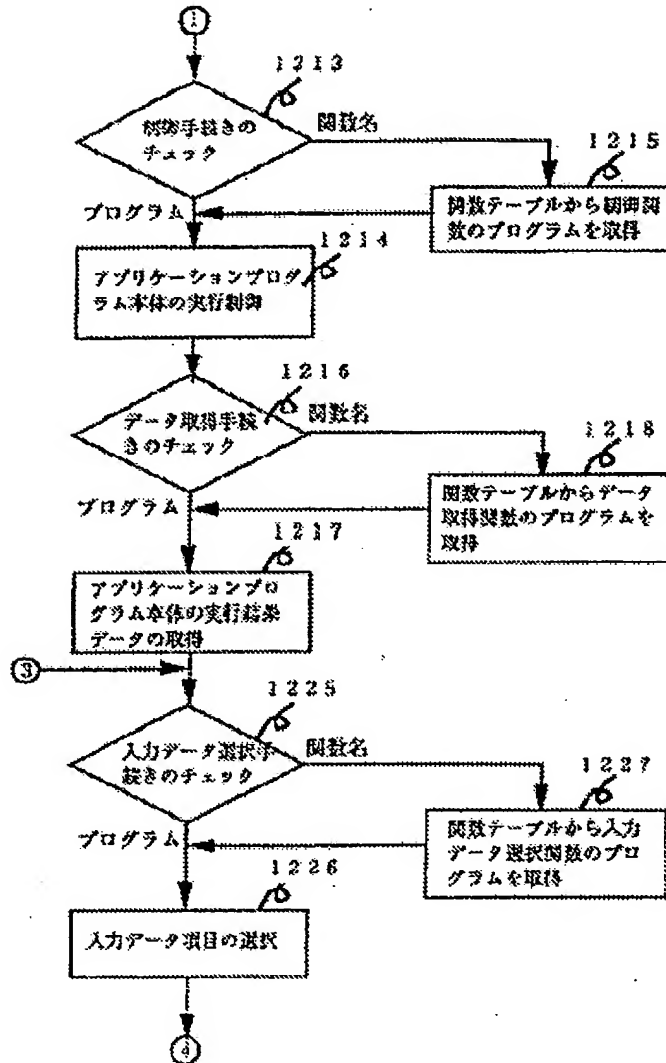 ①
1213
制御手続きの
チェック
関数名
1215
関数テーブルから制御関
数のプログラムを取得
プログラム
1214
アプリケーションプログ
ラム本体の実行制御
1216
データ取得手続
きのチェック
関数名
1218
関数テーブルからデータ
取得関数のプログラムを
取得
プログラム
1217
アプリケーションプロ
グラム本体の実行結果
データの取得
③
1225
入力データ選択手
続きのチェック
関数名
1227
関数テーブルから入力
データ選択関数のプロ
グラムを取得
プログラム
1226
入力データ項目の選択
④